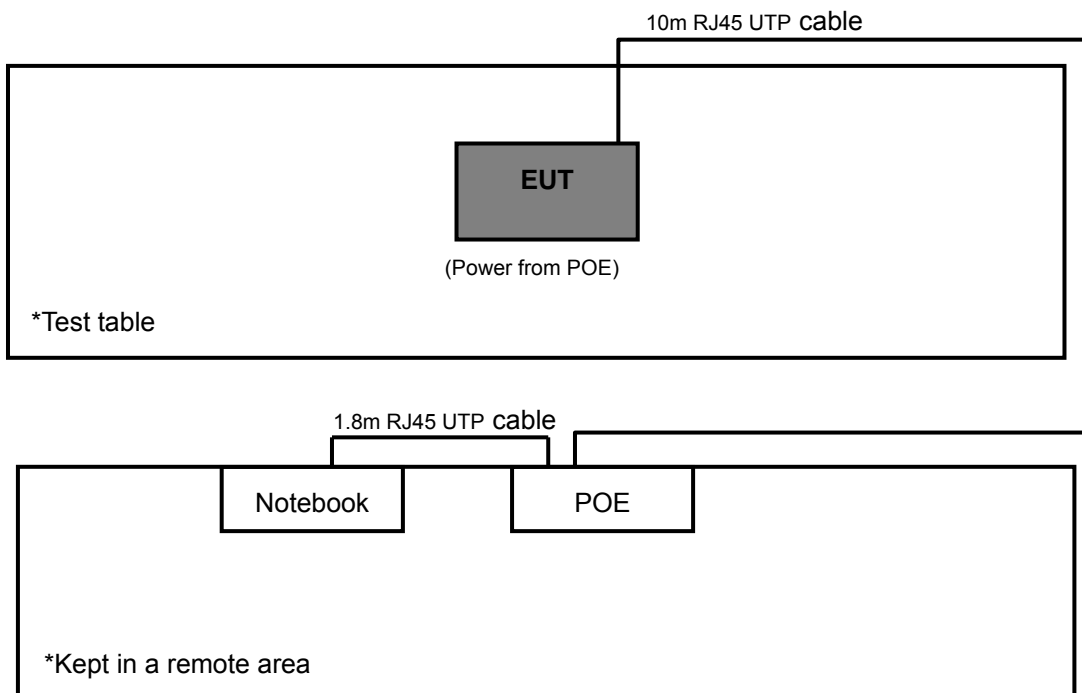 10m RJ45 UTP cable
EUT
(Power from POE)
*Test table
1.8m RJ45 UTP cable
Notebook
POE
*Kept in a remote area